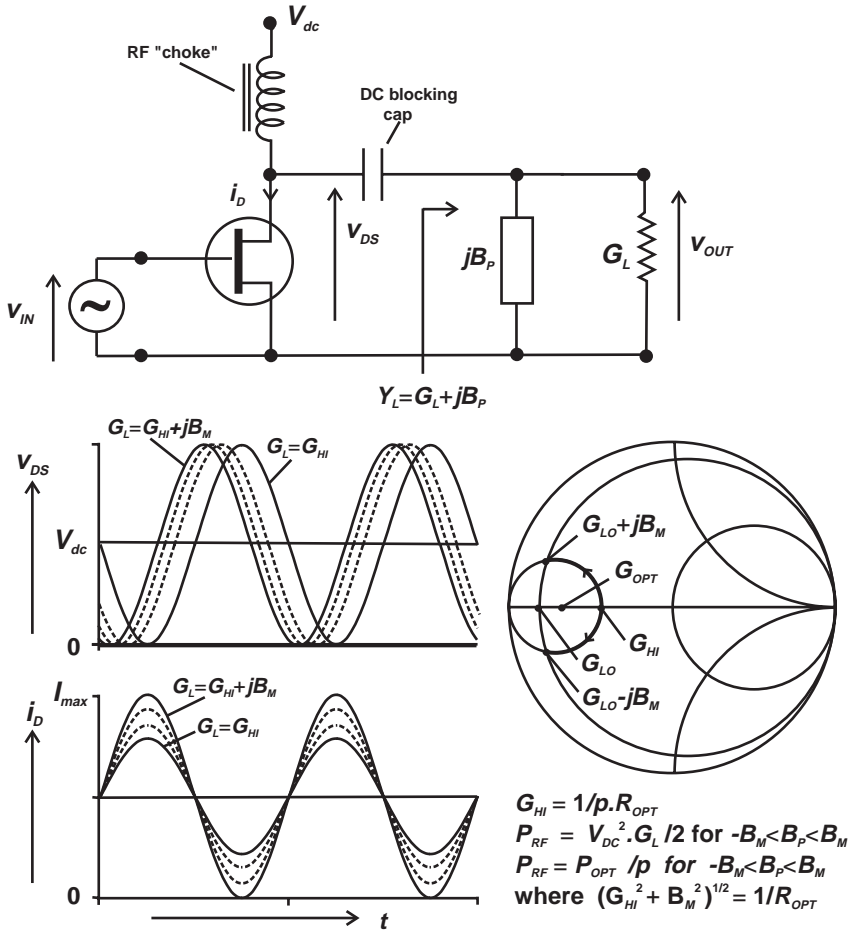 V_dc
RF "choke"
DC blocking
cap
i_D
v_DS
jB_P
G_L
v_OUT
v_IN
~
Y_L=G_L+jB_P
G_L=G_HI+jB_M
G_L=G_HI
v_DS
V_dc
0
G_LO+jB_M
G_OPT
G_HI
G_LO
G_LO-jB_M
I_max
i_D
G_L=G_HI+jB_M
G_L=G_HI
0
t
G_HI = 1/p.R_OPT
P_RF = V_DC^2.G_L/2 for -B_M<B_P<B_M
P_RF = P_OPT /p for -B_M<B_P<B_M
where (G_HI^2 + B_M^2)^1/2 = 1/R_OPT